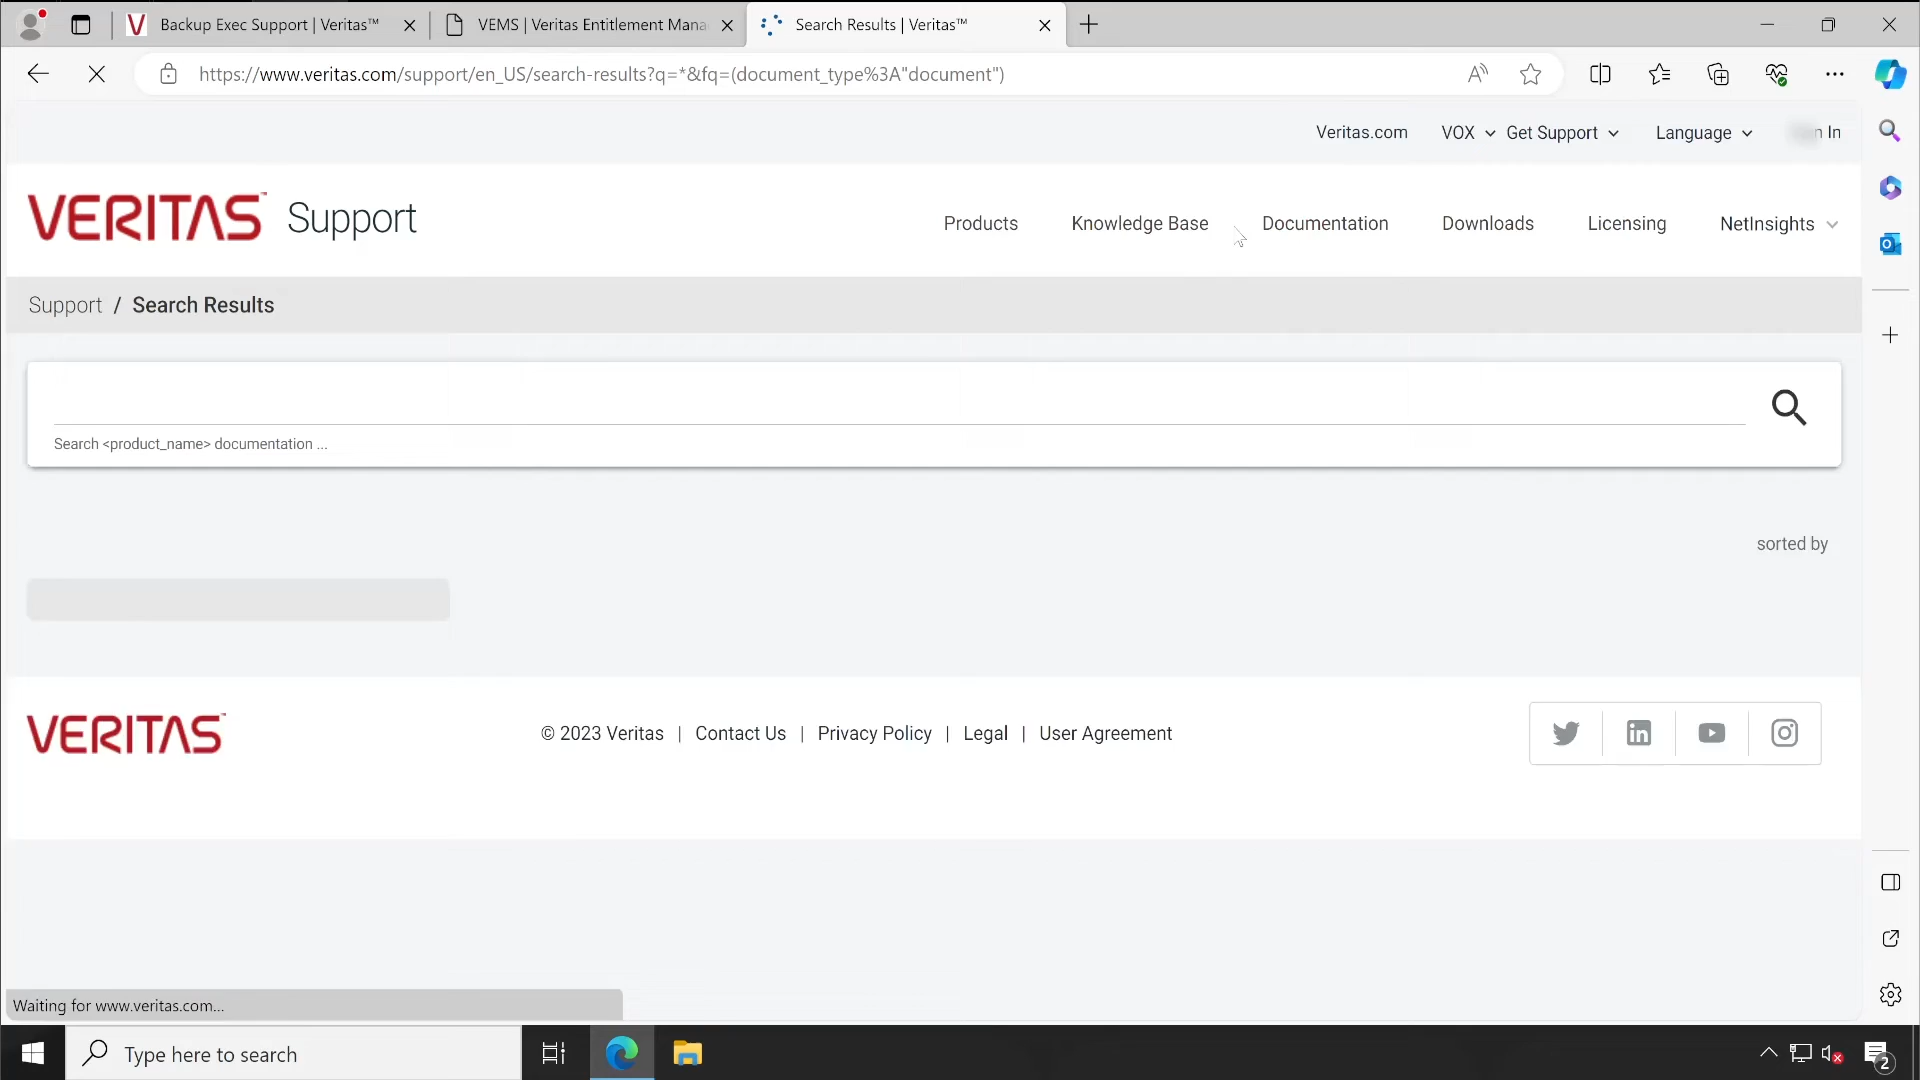 Backup Exec Support | Veritas™
VEMS | Veritas Entitlement Mana
Search Results | Veritas™
https://www.veritas.com/support/en_US/search-results?q=*&fq=(document_type%3A"document")
Veritas.com VOX Get Support Language In
VERITAS™ Support
Products Knowledge Base Documentation Downloads Licensing NetInsights
Support / Search Results
Search <product_name> documentation ...
sorted by
VERITAS™
© 2023 Veritas | Contact Us | Privacy Policy | Legal | User Agreement
Waiting for www.veritas.com...
Type here to search
2